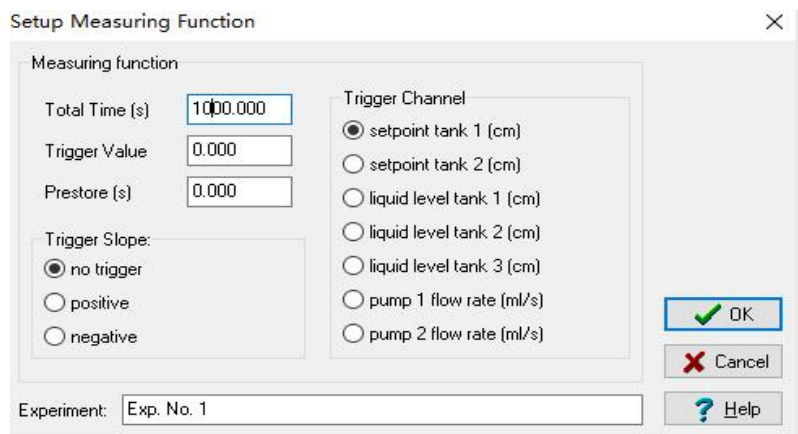 Setup Measuring Function
Measuring function
Total Time (s) 1000.000
Trigger Value 0.000
Prestore (s) 0.000
Trigger Slope:
no trigger
positive
negative
Trigger Channel
setpoint tank 1 (cm)
setpoint tank 2 (cm)
liquid level tank 1 (cm)
liquid level tank 2 (cm)
liquid level tank 3 (cm)
pump 1 flow rate (ml/s)
pump 2 flow rate (ml/s)
OK
Cancel
Help
Experiment: Exp. No. 1